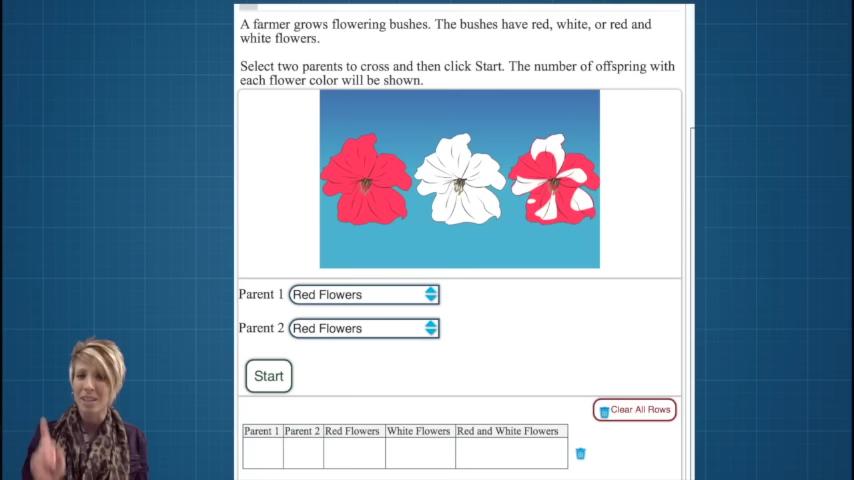 A farmer grows flowering bushes. The bushes have red, white, or red and
white flowers.
Select two parents to cross and then click Start. The number of offspring with
each flower color will be shown.
Parent 1 Red Flowers
Parent 2 Red Flowers
Start
Clear All Rows
Parent 1 Parent 2 Red Flowers White Flowers Red and White Flowers